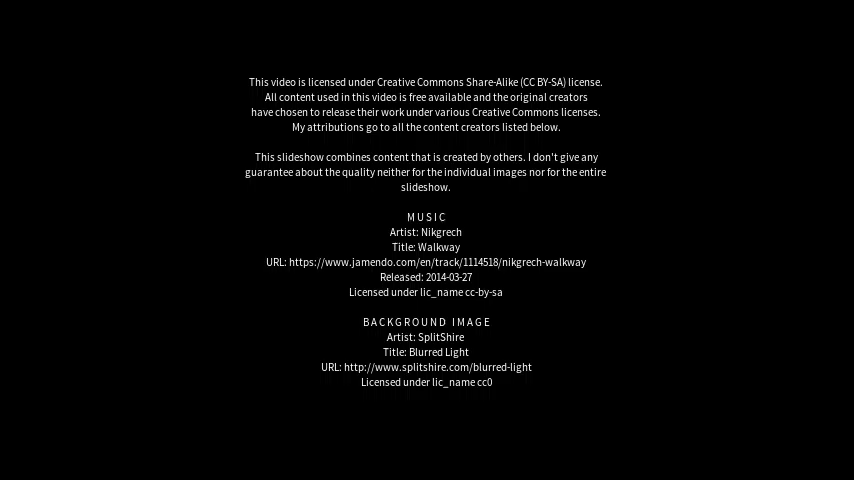 This video is licensed under Creative Commons Share-Alike (CC BY-SA) license.
All content used in this video is free available and the original creators
have chosen to release their work under various Creative Commons licenses.
My attributions go to all the content creators listed below.
This slideshow combines content that is created by others. I don't give any
guarantee about the quality neither for the individual images nor for the entire
slideshow.
MUSIC
Artist: Nikgrech
Title: Walkway
URL: https://www.jamendo.com/en/track/1114518/nikgrech-walkway
Released: 2014-03-27
Licensed under lic_name cc-by-sa
BACKGROUND IMAGE
Artist: SplitShire
Title: Blurred Light
URL: http://www.splitshire.com/blurred-light
Licensed under lic_name cc0